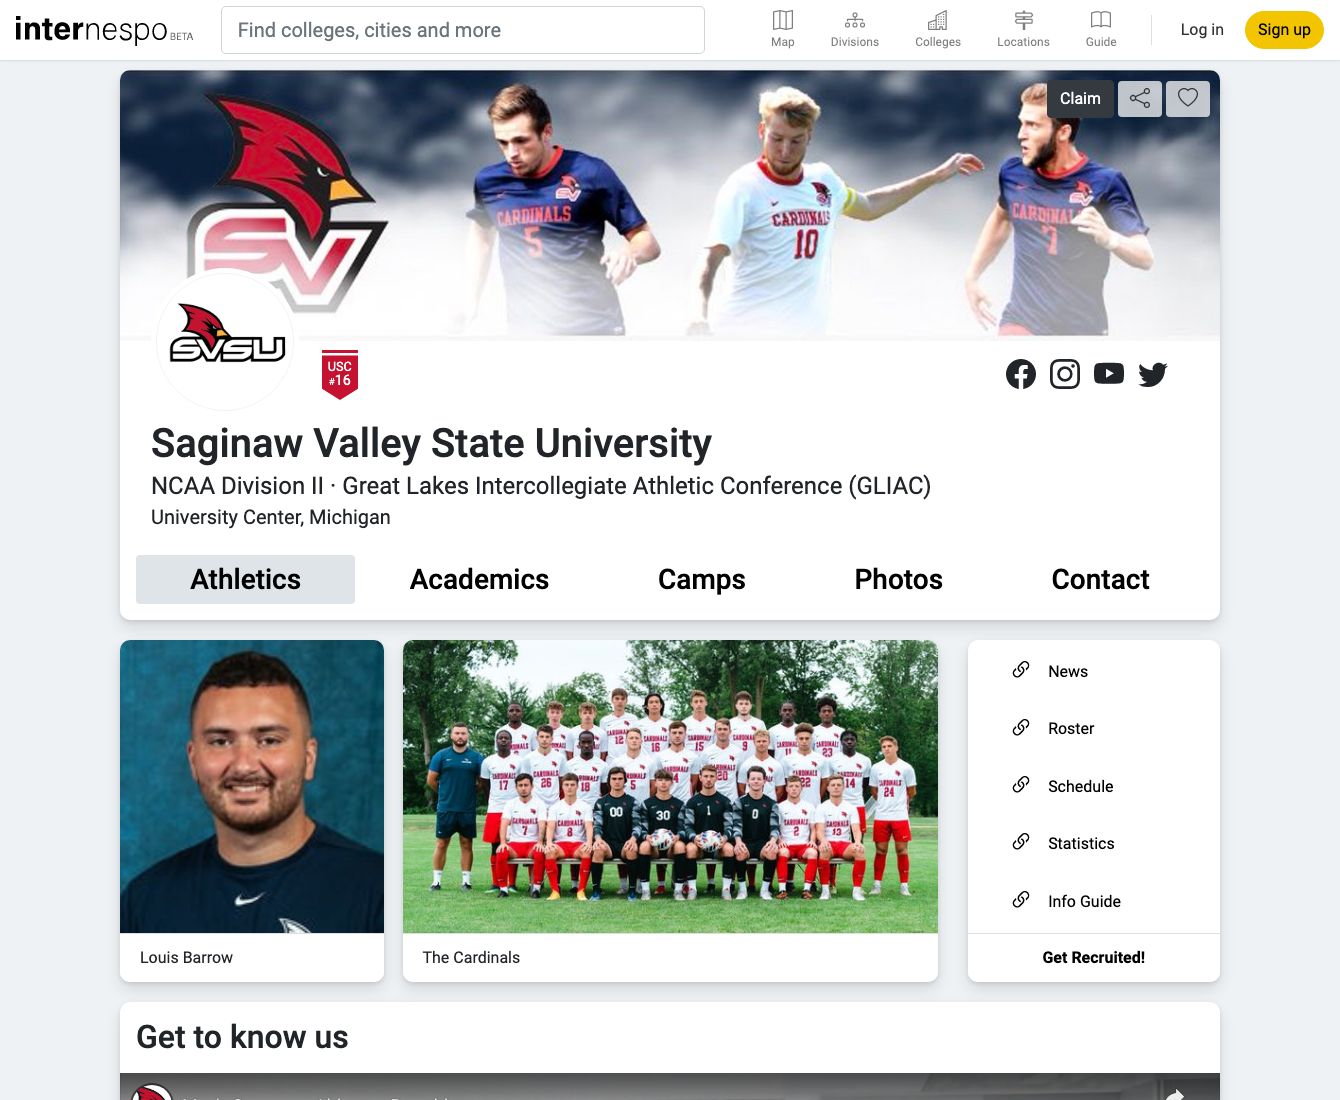 internespo BETA
Find colleges, cities and more
Map
Divisions
Colleges
Locations
Guide
Log in
Sign up
Claim
SV
CARDINALS
5
SV
CARDINALS
10
CARDINALS
7
SV
SVSU
USC
#16
Saginaw Valley State University
NCAA Division II · Great Lakes Intercollegiate Athletic Conference (GLIAC)
University Center, Michigan
Athletics
Academics
Camps
Photos
Contact
Louis Barrow
The Cardinals
News
Roster
Schedule
Statistics
Info Guide
Get Recruited!
Get to know us